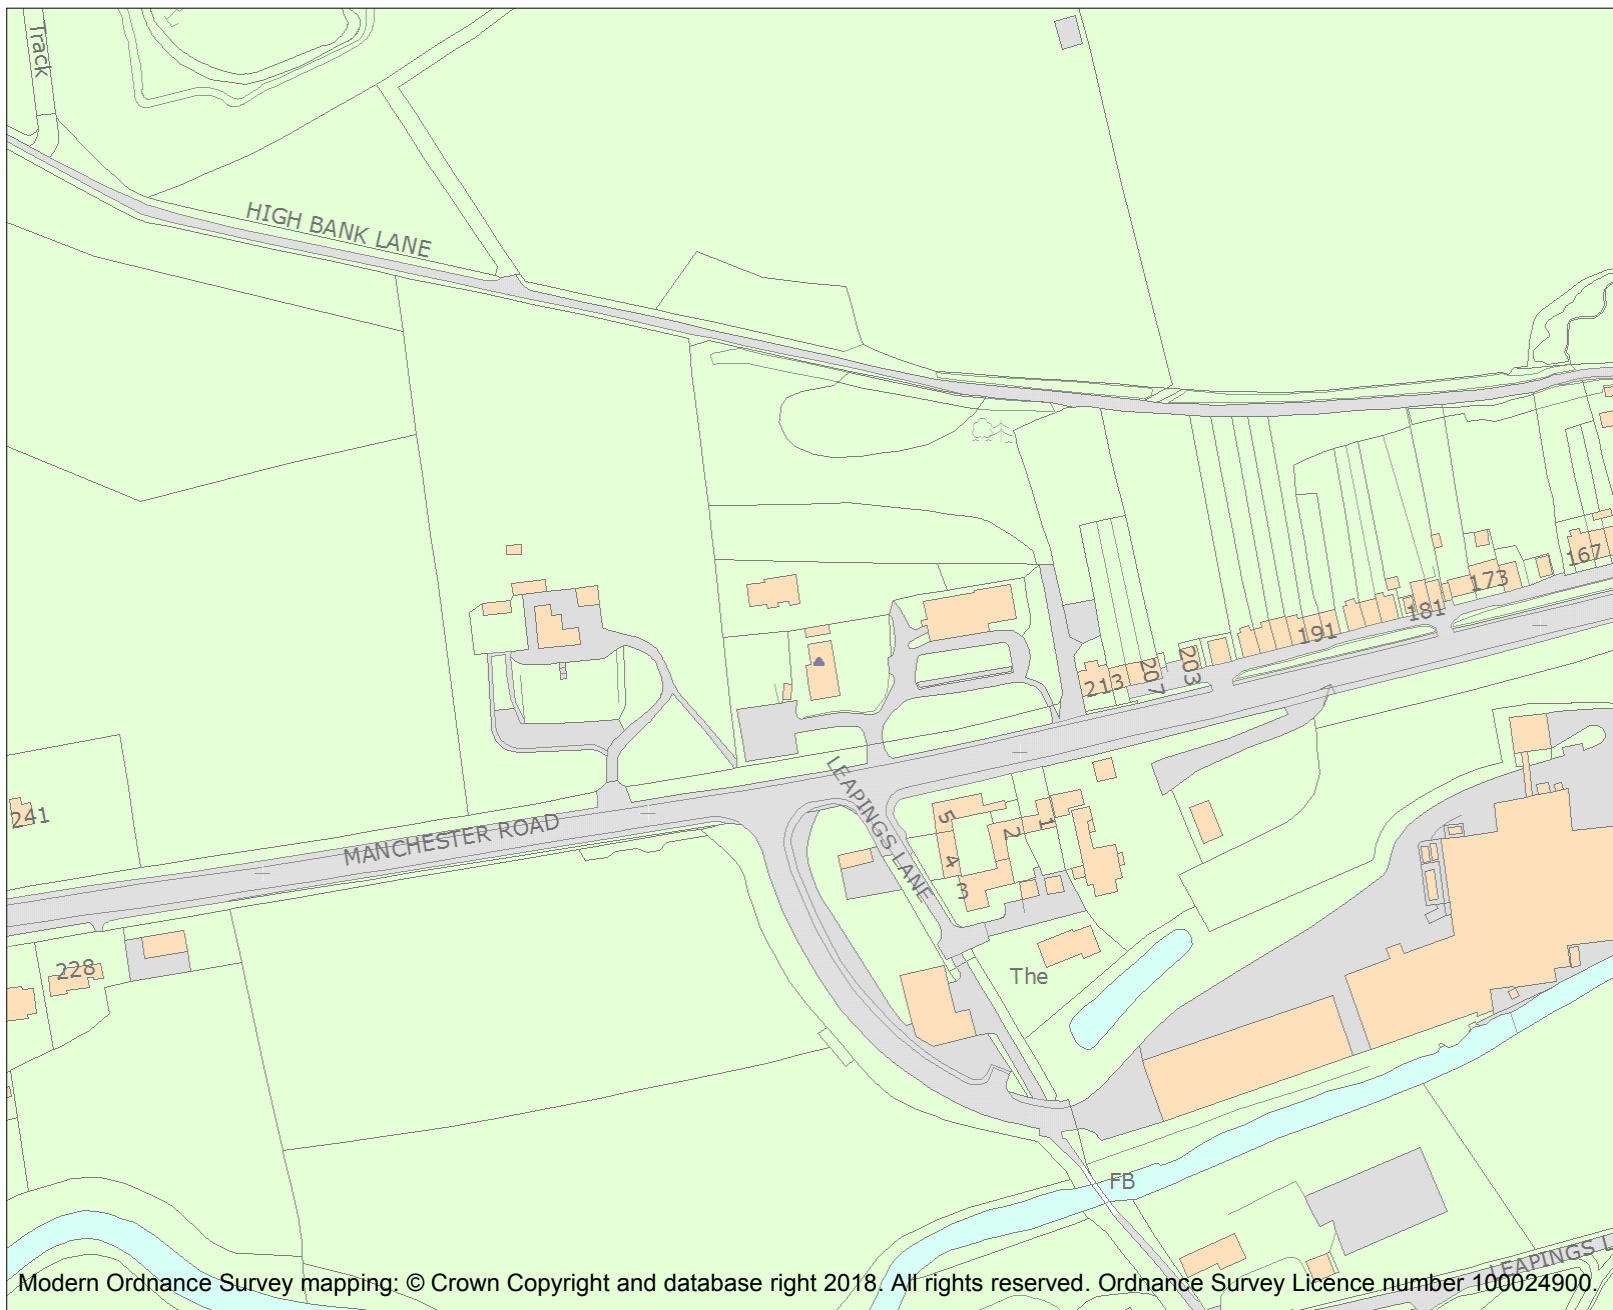 Track
HIGH BANK LANE
167
173
181
191
203
207
213
241
MANCHESTER ROAD
LEAPINGS LANE
5
2
1
4
3
228
The
FB
LEAPINGS L
Modern Ordnance Survey mapping: © Crown Copyright and database right 2018. All rights reserved. Ordnance Survey Licence number 100024900.